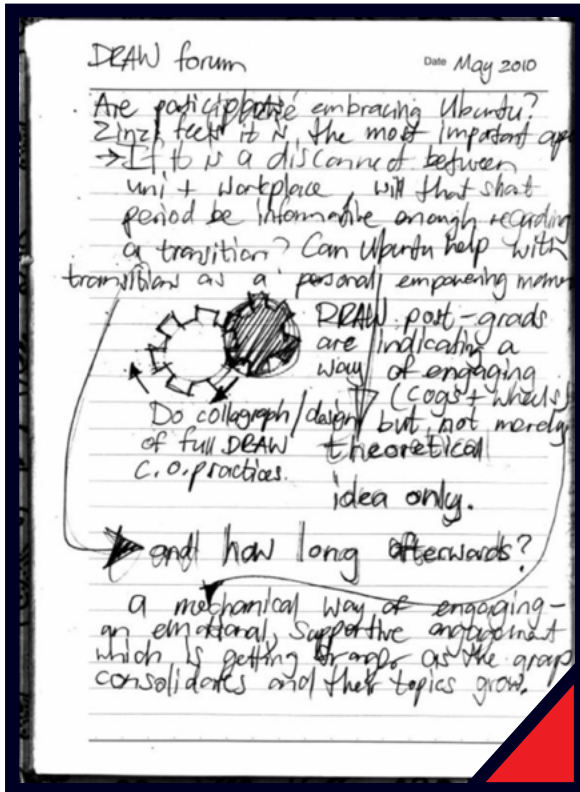 DRAW forum
Date May 2010
Are participants embracing Ubuntu?
Zinzi feels it is the most important
→ If it is a disconnect between
uni + workplace, will that short
period be informative enough regarding
a transition? Can Ubuntu help with
transitions as a personal empowering
DRAW post-grads
are indicating a
way of engaging
(cogs + wheels)
but not merely
theoretical
idea only.
Do collagraph/design
of full DRAW
C.O.practices.
and how long afterwards?
a mechanical way of engaging –
an emotional, supportive engagement
which is getting stronger as the group
consolidates and their topics grow.